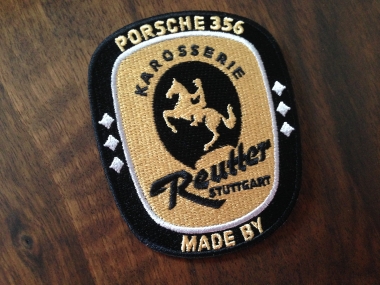 PORSCHE 356
KAROSSERIE
Reutter
STUTTGART
MADE BY